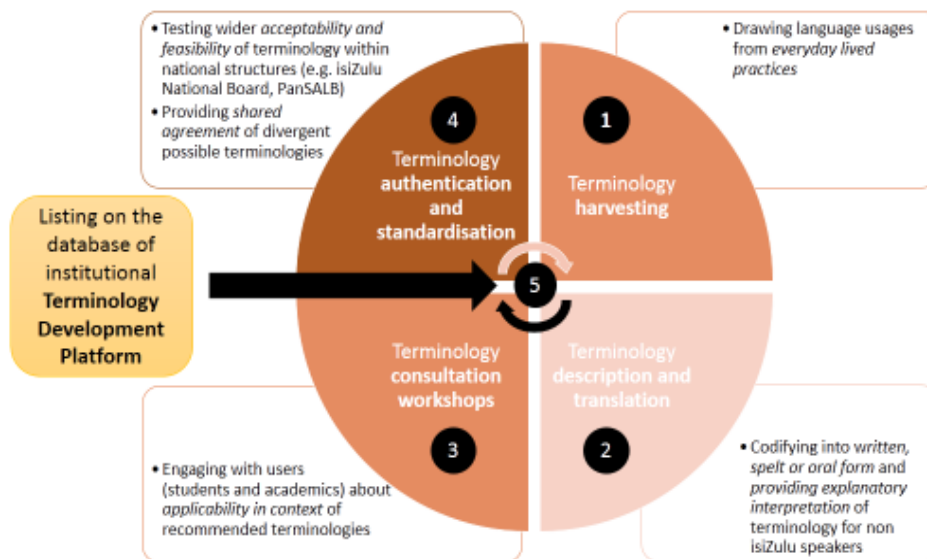 • Testing wider acceptability and
feasibility of terminology within
national structures (e.g. isiZulu
National Board, PanSALB)
• Providing shared
agreement of divergent
possible terminologies
• Drawing language usages
from everyday lived
practices
4
Terminology
authentication
and
standardisation
1
Terminology
harvesting
Listing on the
database of
institutional
Terminology
Development
Platform
5
Terminology
consultation
workshops
3
Terminology
description and
translation
2
• Engaging with users
(students and academics) about
applicability in context of
recommended terminologies
• Codifying into written,
spelt or oral form and
providing explanatory
interpretation of
terminology for non
isiZulu speakers